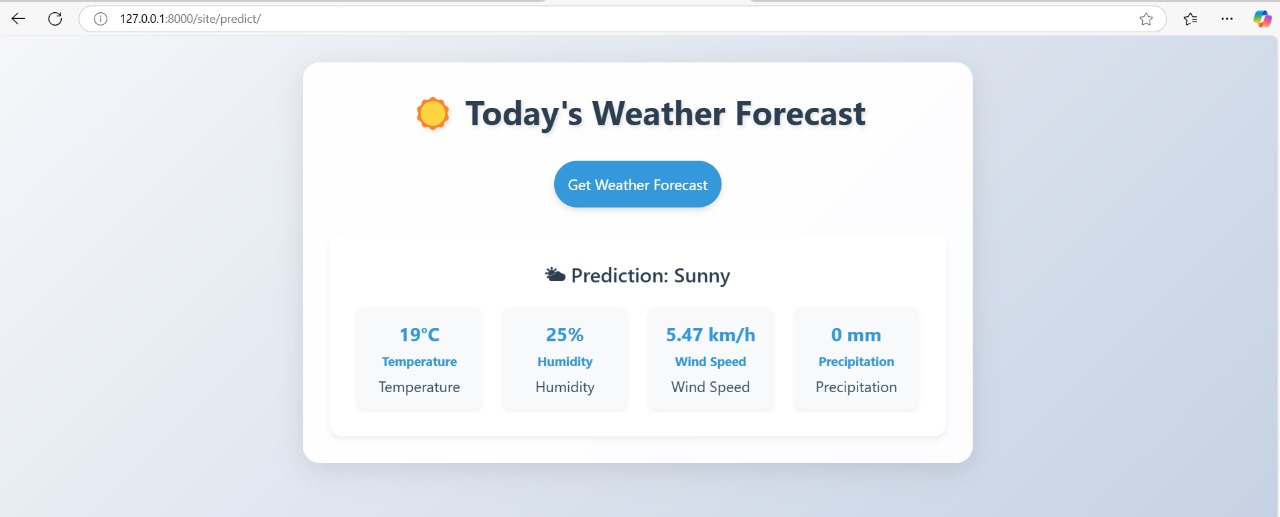 127.0.0.1:8000/site/predict/
Today's Weather Forecast
Get Weather Forecast
Prediction: Sunny
19°C
Temperature
Temperature
25%
Humidity
Humidity
5.47 km/h
Wind Speed
Wind Speed
0 mm
Precipitation
Precipitation